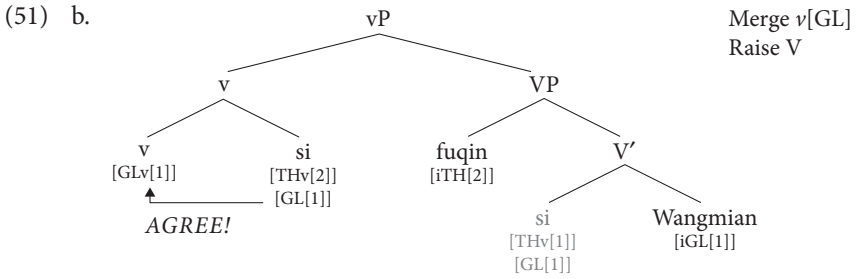 (51) b. vP Merge v[GL]
Raise V
v VP
v si fuqin V′
[GLv[1]] [THv[2]] [iTH[2]]
[GL[1]]
AGREE! si Wangmian
[THv[1]] [iGL[1]]
[GL[1]]